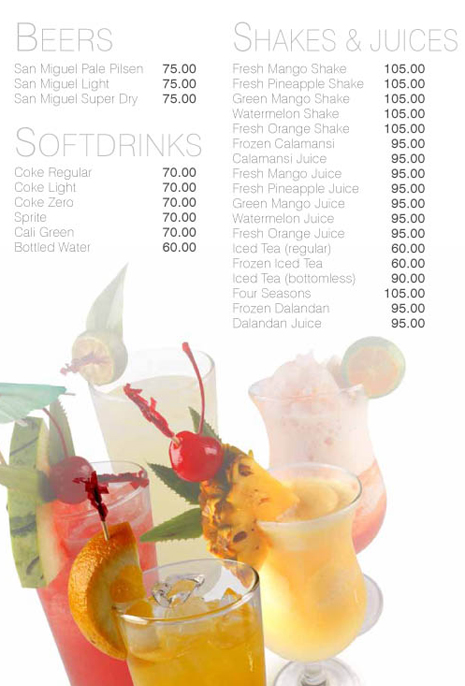 BEERS
San Miguel Pale Pilsen 75.00
San Miguel Light 75.00
San Miguel Super Dry 75.00
SOFTDRINKS
Coke Regular 70.00
Coke Light 70.00
Coke Zero 70.00
Sprite 70.00
Cali Green 70.00
Bottled Water 60.00
SHAKES & JUICES
Fresh Mango Shake 105.00
Fresh Pineapple Shake 105.00
Green Mango Shake 105.00
Watermelon Shake 105.00
Fresh Orange Shake 105.00
Frozen Calamansi 95.00
Calamansi Juice 95.00
Fresh Mango Juice 95.00
Fresh Pineapple Juice 95.00
Green Mango Juice 95.00
Watermelon Juice 95.00
Fresh Orange Juice 95.00
Iced Tea (regular) 60.00
Frozen Iced Tea 60.00
Iced Tea (bottomless) 90.00
Four Seasons 105.00
Frozen Dalandan 95.00
Dalandan Juice 95.00